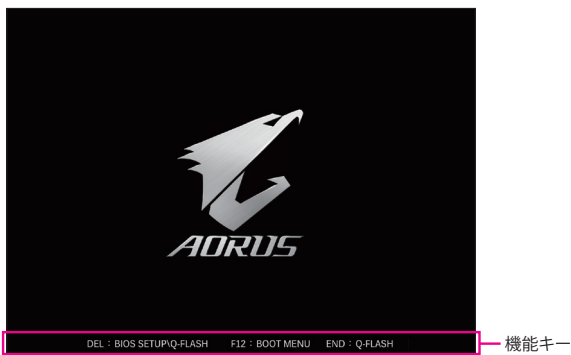 AORUS
DEL : BIOS SETUP\Q-FLASH F12 : BOOT MENU END : Q-FLASH
機能キー